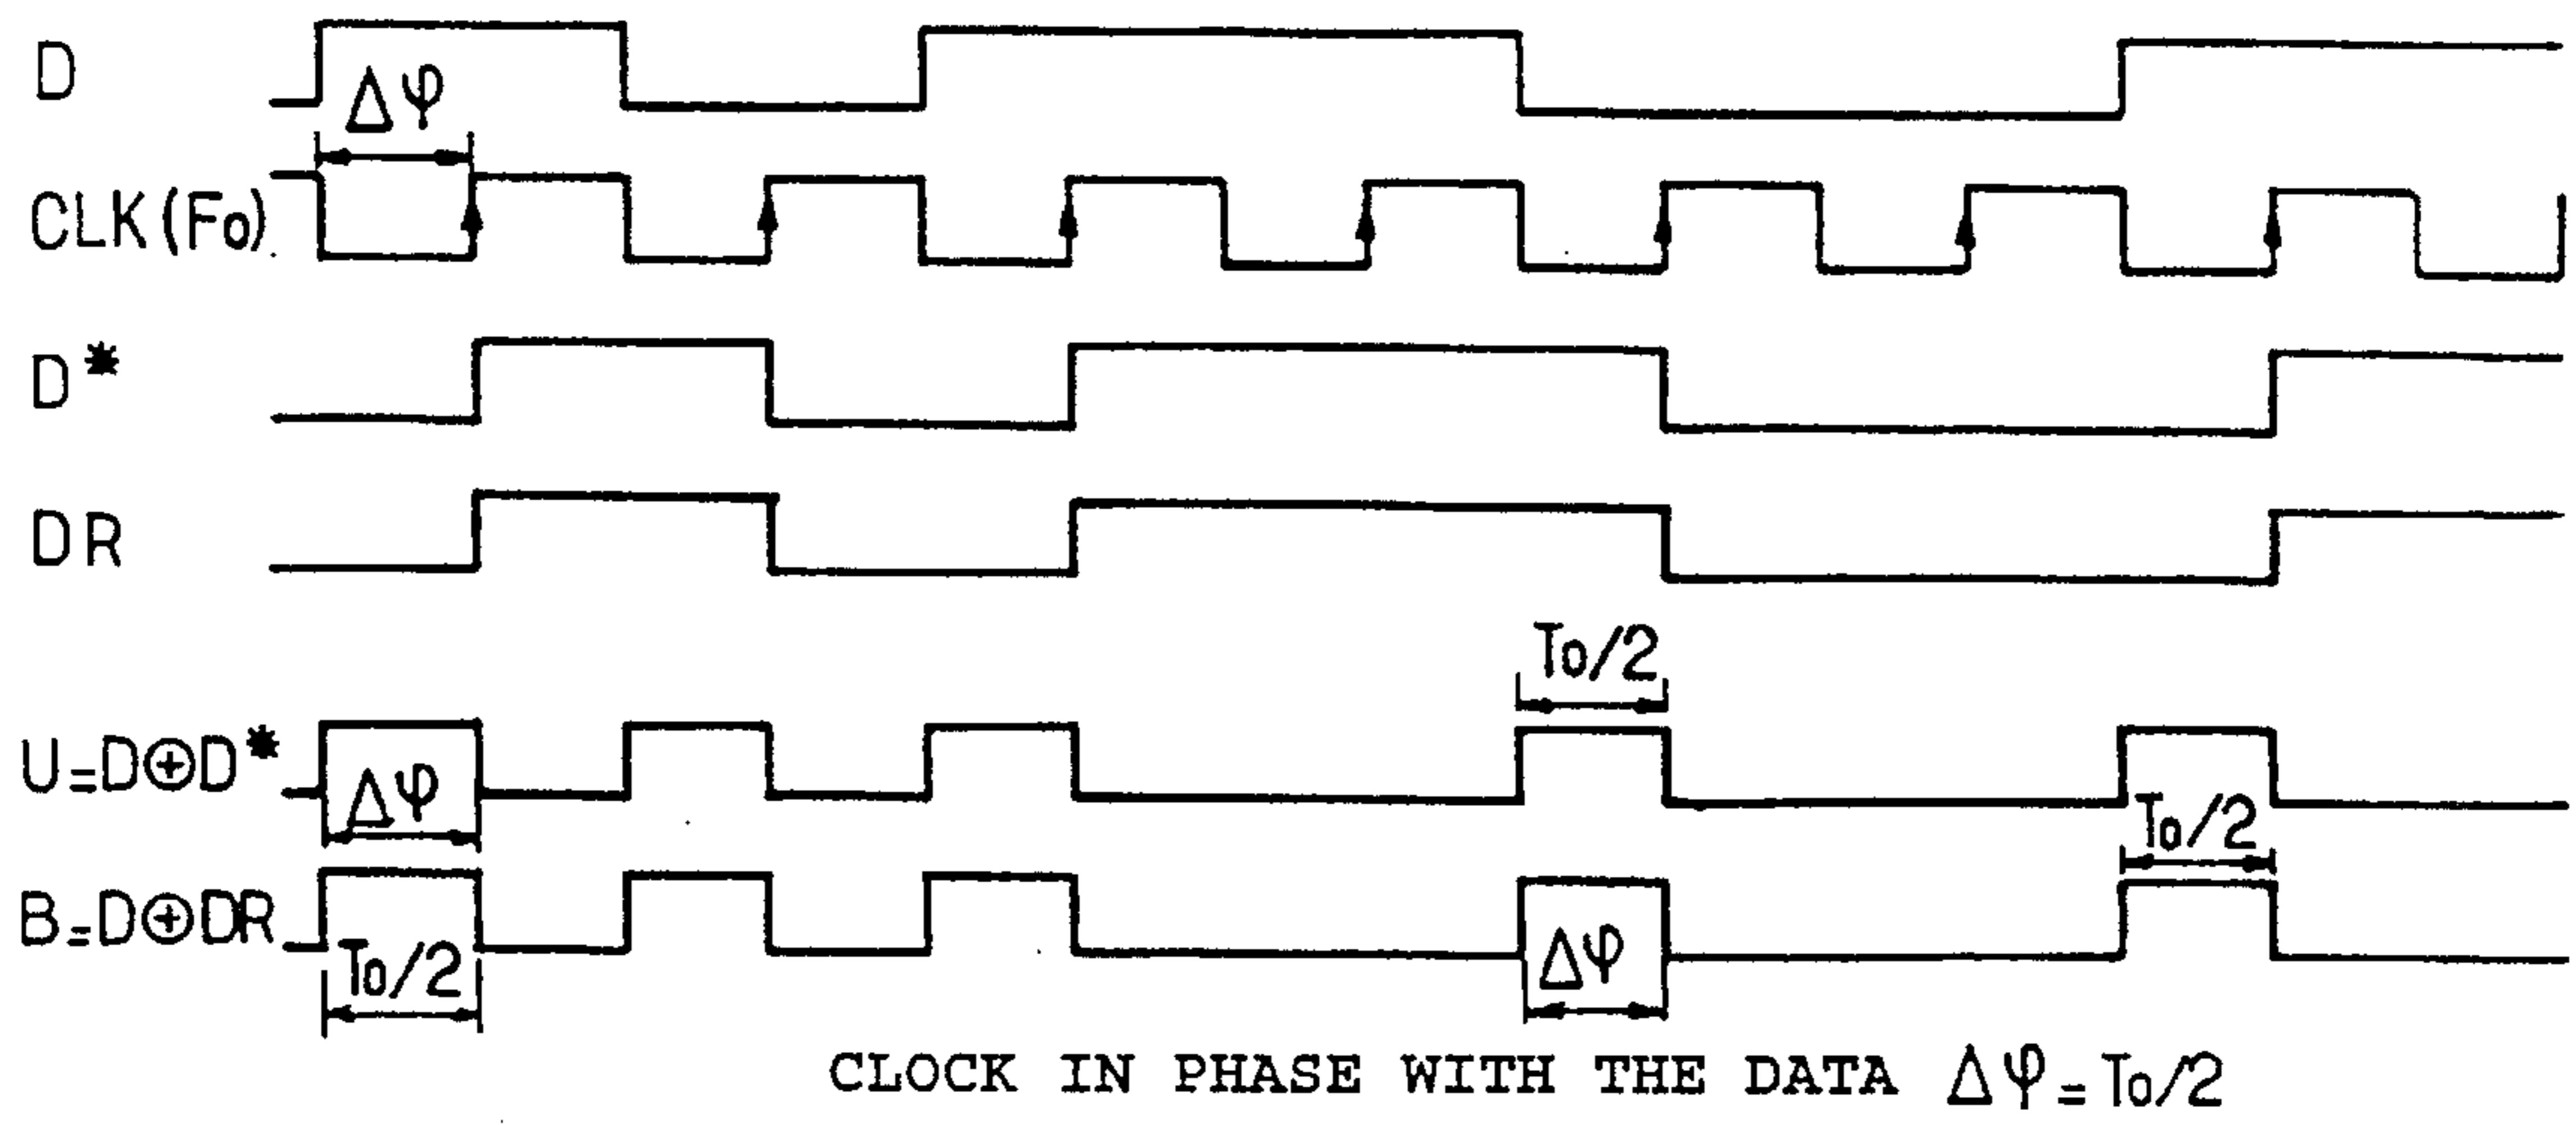 D
Δφ
CLK(Fo)
D*
DR
To/2
U=D⊕D*
Δφ
To/2
B=D⊕DR
To/2
Δφ
CLOCK IN PHASE WITH THE DATA Δφ=To/2